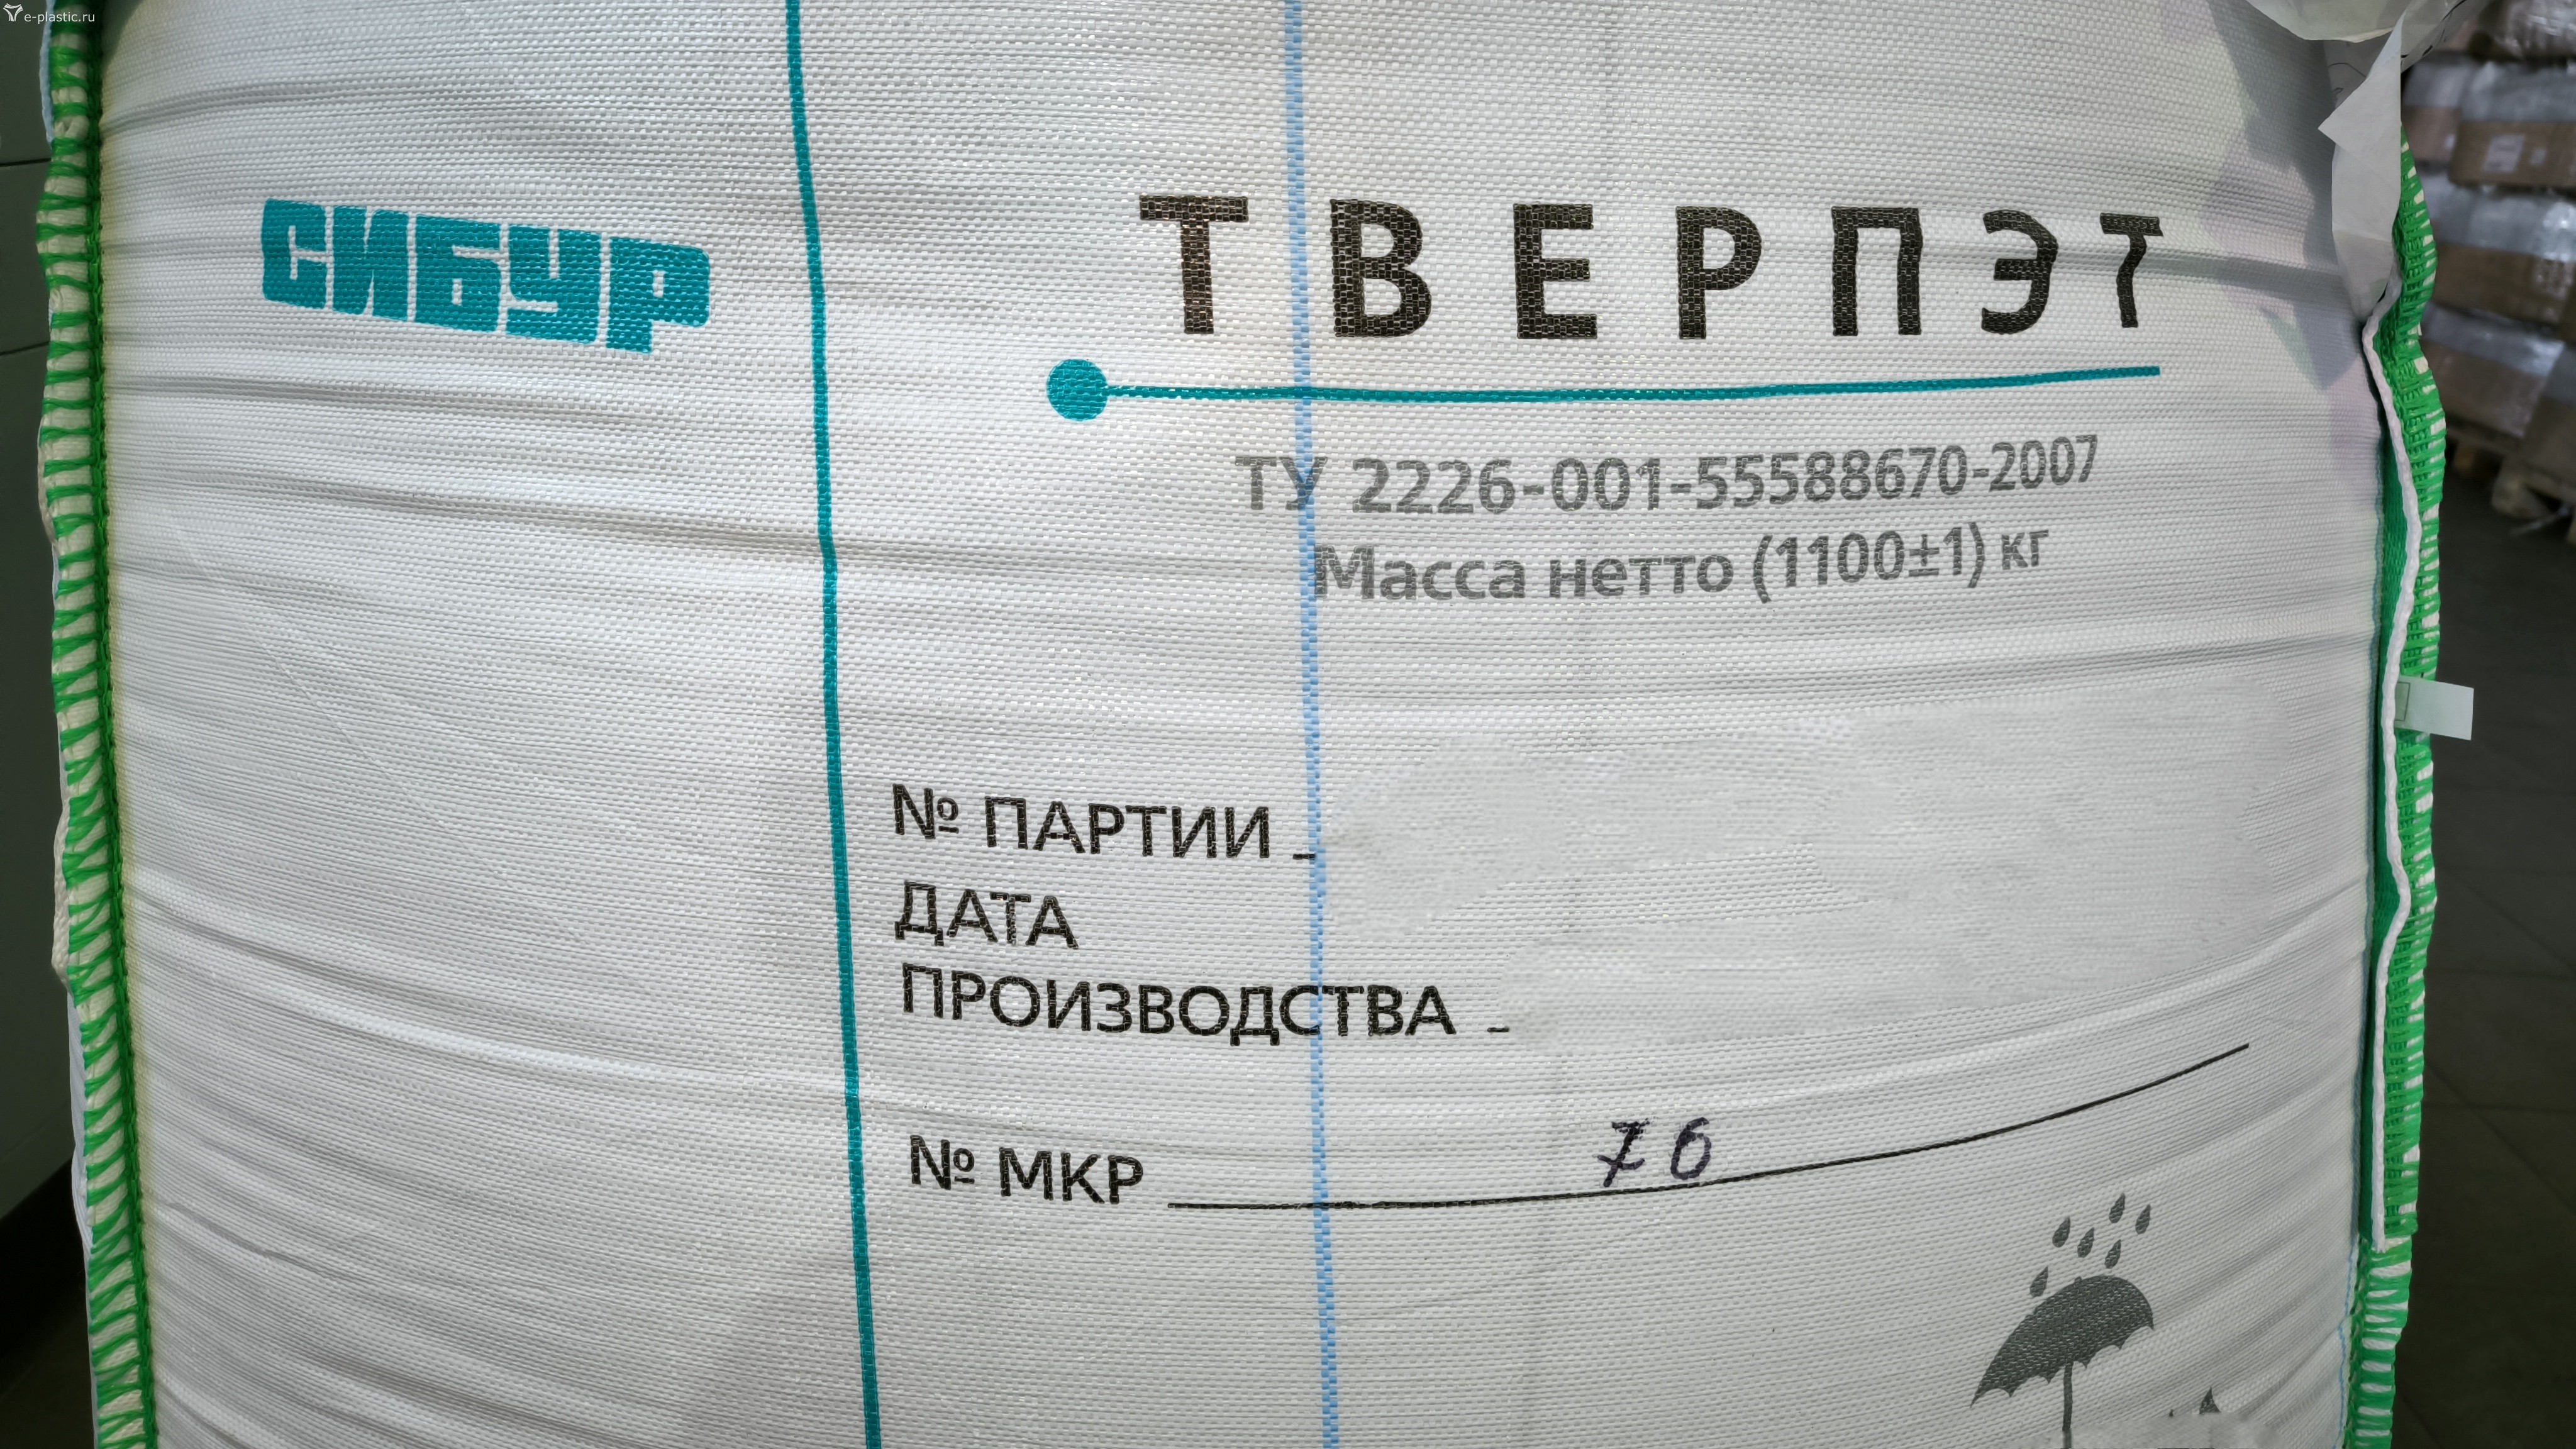 e-plastic.ru
СИБУР
ТВЕРПЭТ
ТУ 2226-001-55588670-2007
Масса нетто (1100±1) кг
№ ПАРТИИ
ДАТА
ПРОИЗВОДСТВА
№ МКР 76